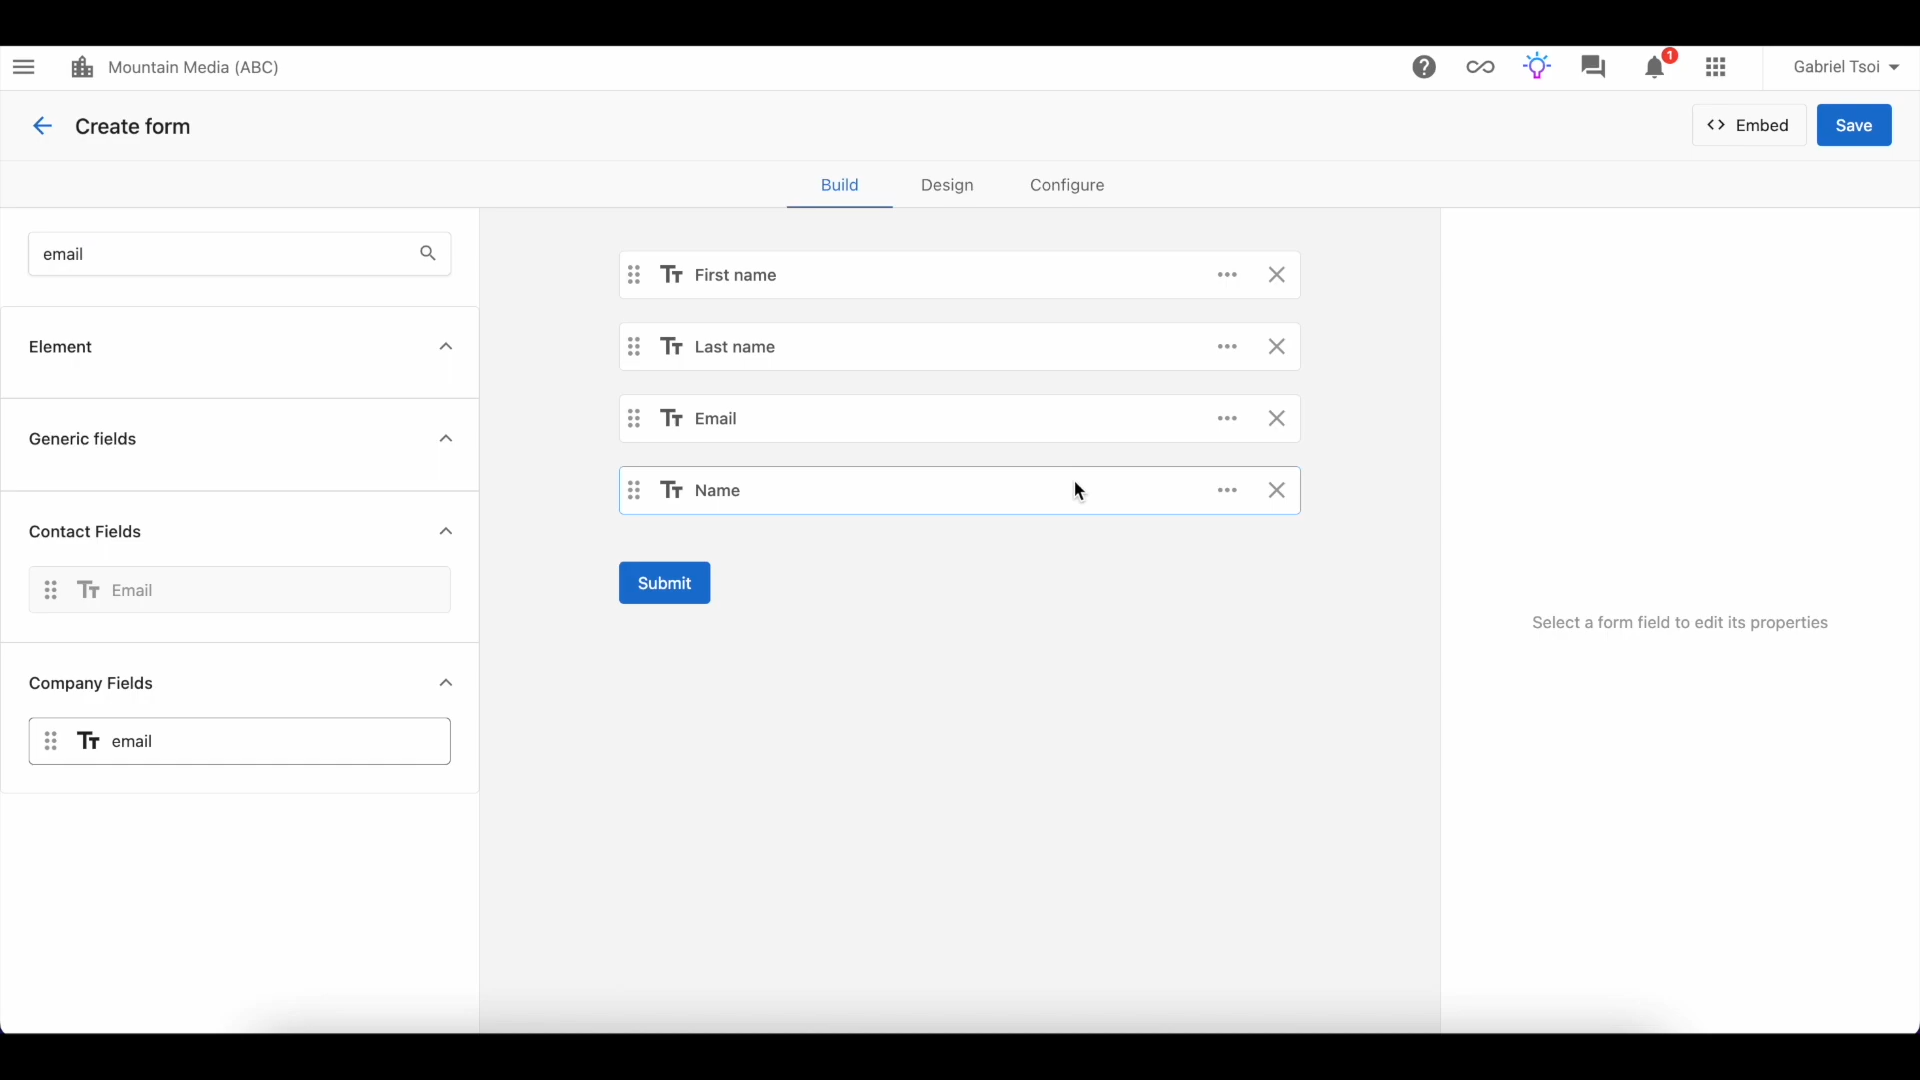 Mountain Media (ABC)
1
Gabriel Tsoi
Create form
Embed
Save
Build
Design
Configure
email
Element
Generic fields
Contact Fields
Email
Company Fields
email
First name
Last name
Email
Name
Submit
Select a form field to edit its properties